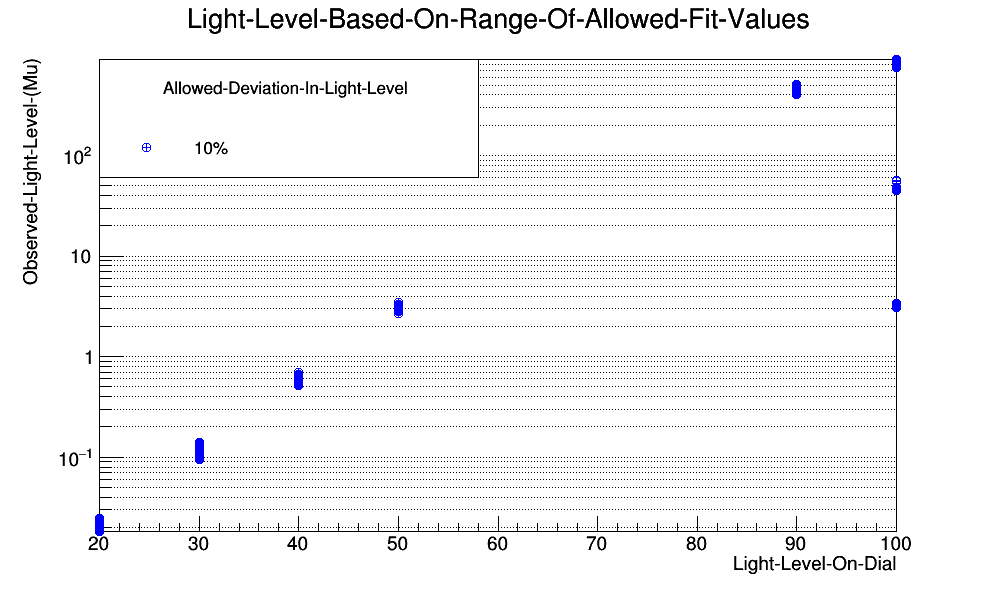 Light-Level-Based-On-Range-Of-Allowed-Fit-Values
Observed-Light-Level-(Mu)
Allowed-Deviation-In-Light-Level
10%
10²
10
1
10⁻¹
20 30 40 50 60 70 80 90 100
Light-Level-On-Dial